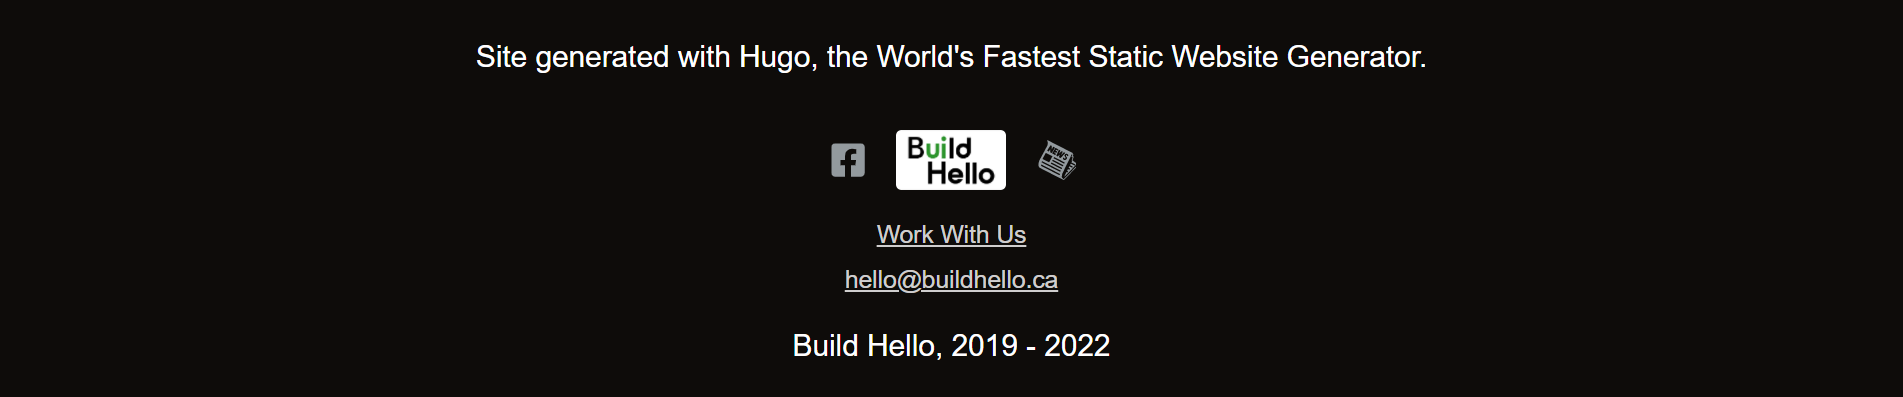 Site generated with Hugo, the World's Fastest Static Website Generator.
Build
Hello
NEWS
Work With Us
hello@buildhello.ca
Build Hello, 2019 - 2022